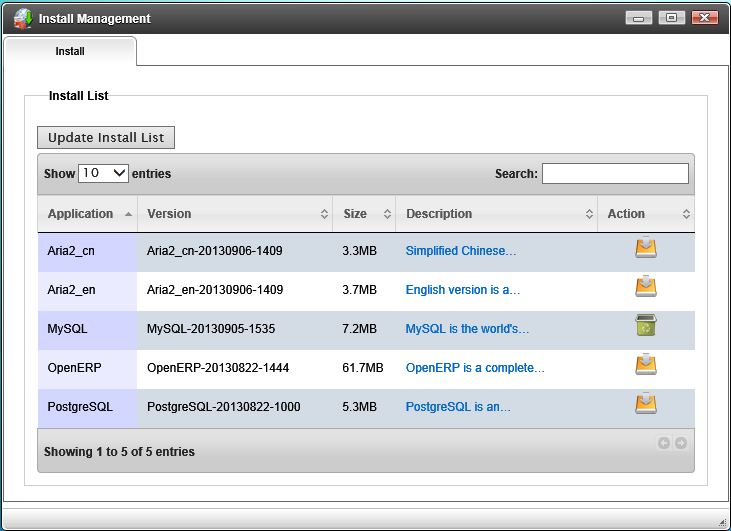 Install Management
Install
Install List
Update Install List
Show 10 entries Search:
Application Version Size Description Action
Aria2_cn Aria2_cn-20130906-1409 3.3MB Simplified Chinese...
Aria2_en Aria2_en-20130906-1409 3.7MB English version is a...
MySQL MySQL-20130905-1535 7.2MB MySQL is the world's...
OpenERP OpenERP-20130822-1444 61.7MB OpenERP is a complete...
PostgreSQL PostgreSQL-20130822-1000 5.3MB PostgreSQL is an...
Showing 1 to 5 of 5 entries